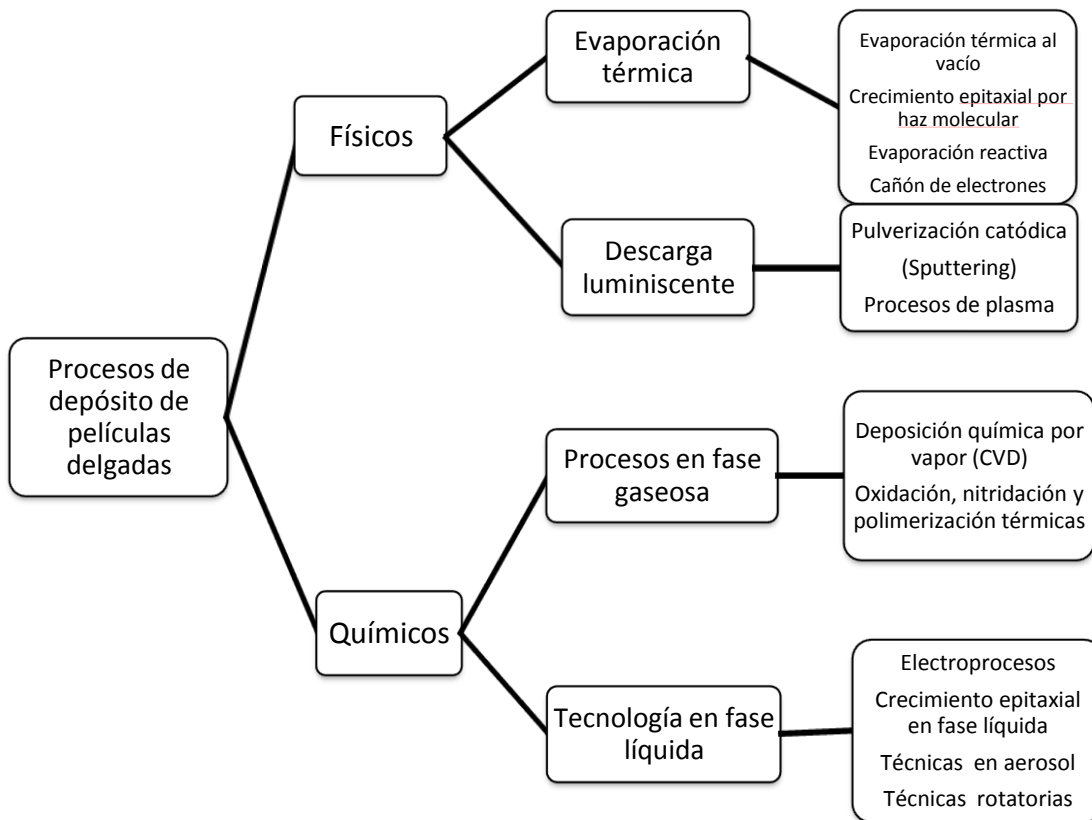 Procesos de
depósito de
películas
delgadas
Físicos
Evaporación
térmica
Evaporación térmica al
vacío
Crecimiento epitaxial por
haz molecular
Evaporación reactiva
Cañón de electrones
Descarga
luminiscente
Pulverización catódica
(Sputtering)
Procesos de plasma
Químicos
Procesos en fase
gaseosa
Deposición química por
vapor (CVD)
Oxidación, nitridación y
polimerización térmicas
Tecnología en fase
líquida
Electroprocesos
Crecimiento epitaxial
en fase líquida
Técnicas en aerosol
Técnicas rotatorias